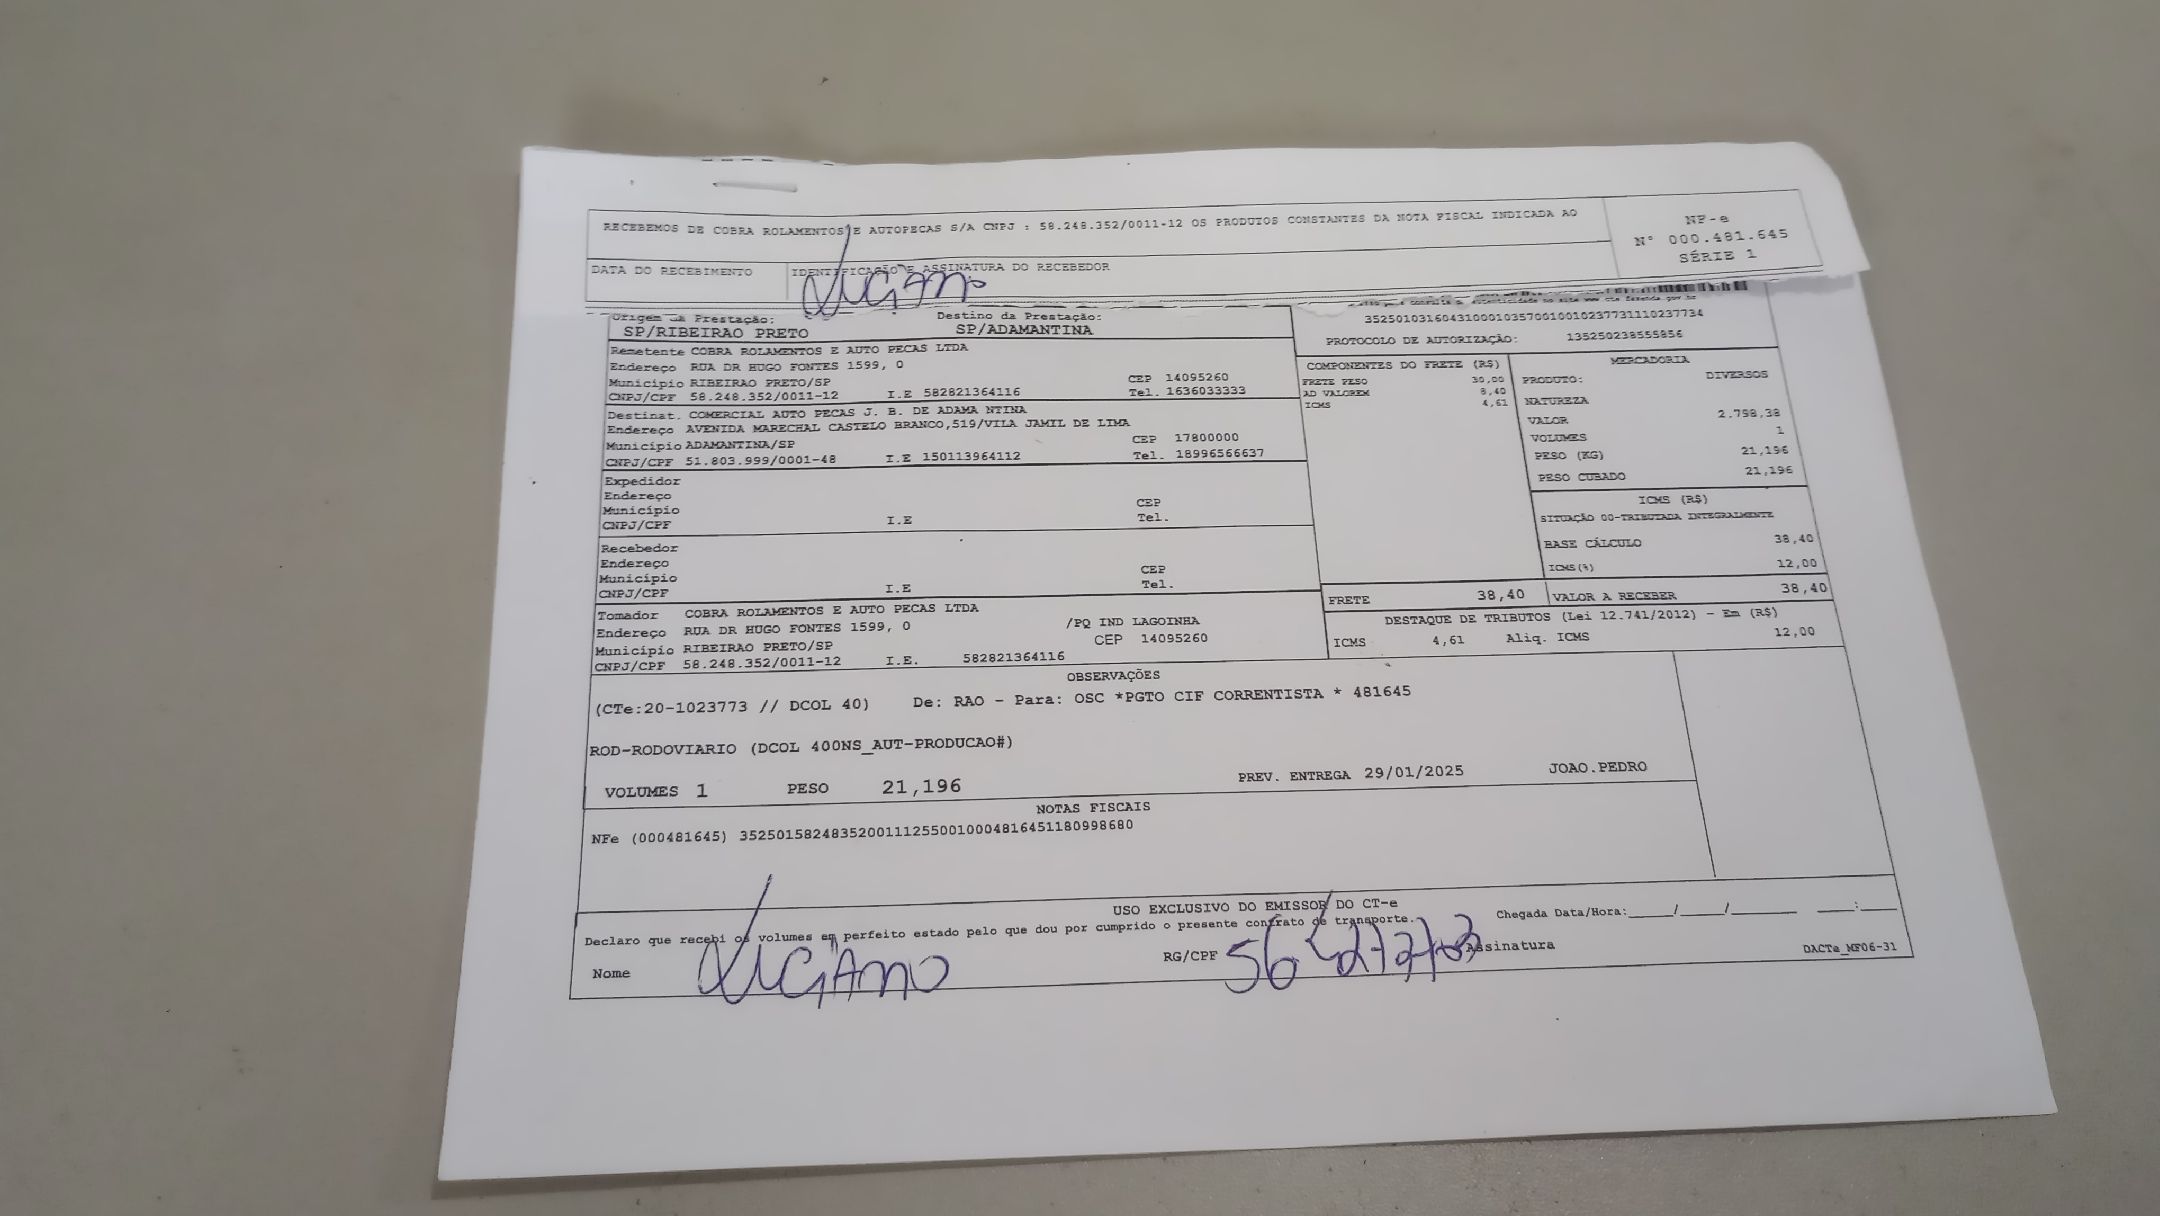 RECEBEMOS DE COBRA ROLAMENTOS E AUTOPECAS S/A CNPJ : 58.248.352/0011-12 OS PRODUTOS CONSTANTES DA NOTA FISCAL INDICADA AO
NF-e
N° 000.481.645
SÉRIE 1
DATA DO RECEBIMENTO
IDENTIFICAÇÃO E ASSINATURA DO RECEBEDOR
Luciano
Origem da Prestação:
Destino da Prestação:
SP/RIBEIRAO PRETO
SP/ADAMANTINA
35250103160431000103570010010237731110237734
PROTOCOLO DE AUTORIZAÇÃO: 135250238555856
Remetente COBRA ROLAMENTOS E AUTO PECAS LTDA
Endereço RUA DR HUGO FONTES 1599, 0
Município RIBEIRAO PRETO/SP CEP 14095260
CNPJ/CPF 58.248.352/0011-12 I.E 582821364116 Tel. 1636033333
Destinat. COMERCIAL AUTO PECAS J. B. DE ADAMA NTINA
Endereço AVENIDA MARECHAL CASTELO BRANCO,519/VILA JAMIL DE LIMA
Município ADAMANTINA/SP CEP 17800000
CNPJ/CPF 51.803.999/0001-48 I.E 150113964112 Tel. 18996566637
Expedidor
Endereço
Município CEP
CNPJ/CPF I.E Tel.
Recebedor
Endereço
Município CEP
CNPJ/CPF I.E Tel.
Tomador COBRA ROLAMENTOS E AUTO PECAS LTDA
Endereço RUA DR HUGO FONTES 1599, 0 /PQ IND LAGOINHA
Município RIBEIRAO PRETO/SP CEP 14095260
CNPJ/CPF 58.248.352/0011-12 I.E. 582821364116
COMPONENTES DO FRETE (R$)
FRETE PESO 30,00
AD VALOREM 8,40
ICMS 4,61
MERCADORIA
PRODUTO: DIVERSOS
NATUREZA
VALOR 2.798,38
VOLUMES 1
PESO (KG) 21,196
PESO CUBADO 21,196
ICMS (R$)
SITUAÇÃO 00-TRIBUTADA INTEGRALMENTE
BASE CÁLCULO 38,40
ICMS(%) 12,00
FRETE 38,40 VALOR A RECEBER 38,40
DESTAQUE DE TRIBUTOS (Lei 12.741/2012) - Em (R$)
ICMS 4,61 Aliq. ICMS 12,00
OBSERVAÇÕES
(CTe:20-1023773 // DCOL 40) De: RAO - Para: OSC *PGTO CIF CORRENTISTA * 481645
ROD-RODOVIARIO (DCOL 400NS_AUT-PRODUCAO#)
VOLUMES 1 PESO 21,196 PREV. ENTREGA 29/01/2025 JOAO.PEDRO
NOTAS FISCAIS
NFe (000481645) 35250158248352001112550010004816451180998680
USO EXCLUSIVO DO EMISSOR DO CT-e
Declaro que recebi os volumes em perfeito estado pelo que dou por cumprido o presente contrato de transporte.
Chegada Data/Hora:_____/_____/_______ ____:____
Nome Luciano RG/CPF Assinatura
DACTe_MF06-31